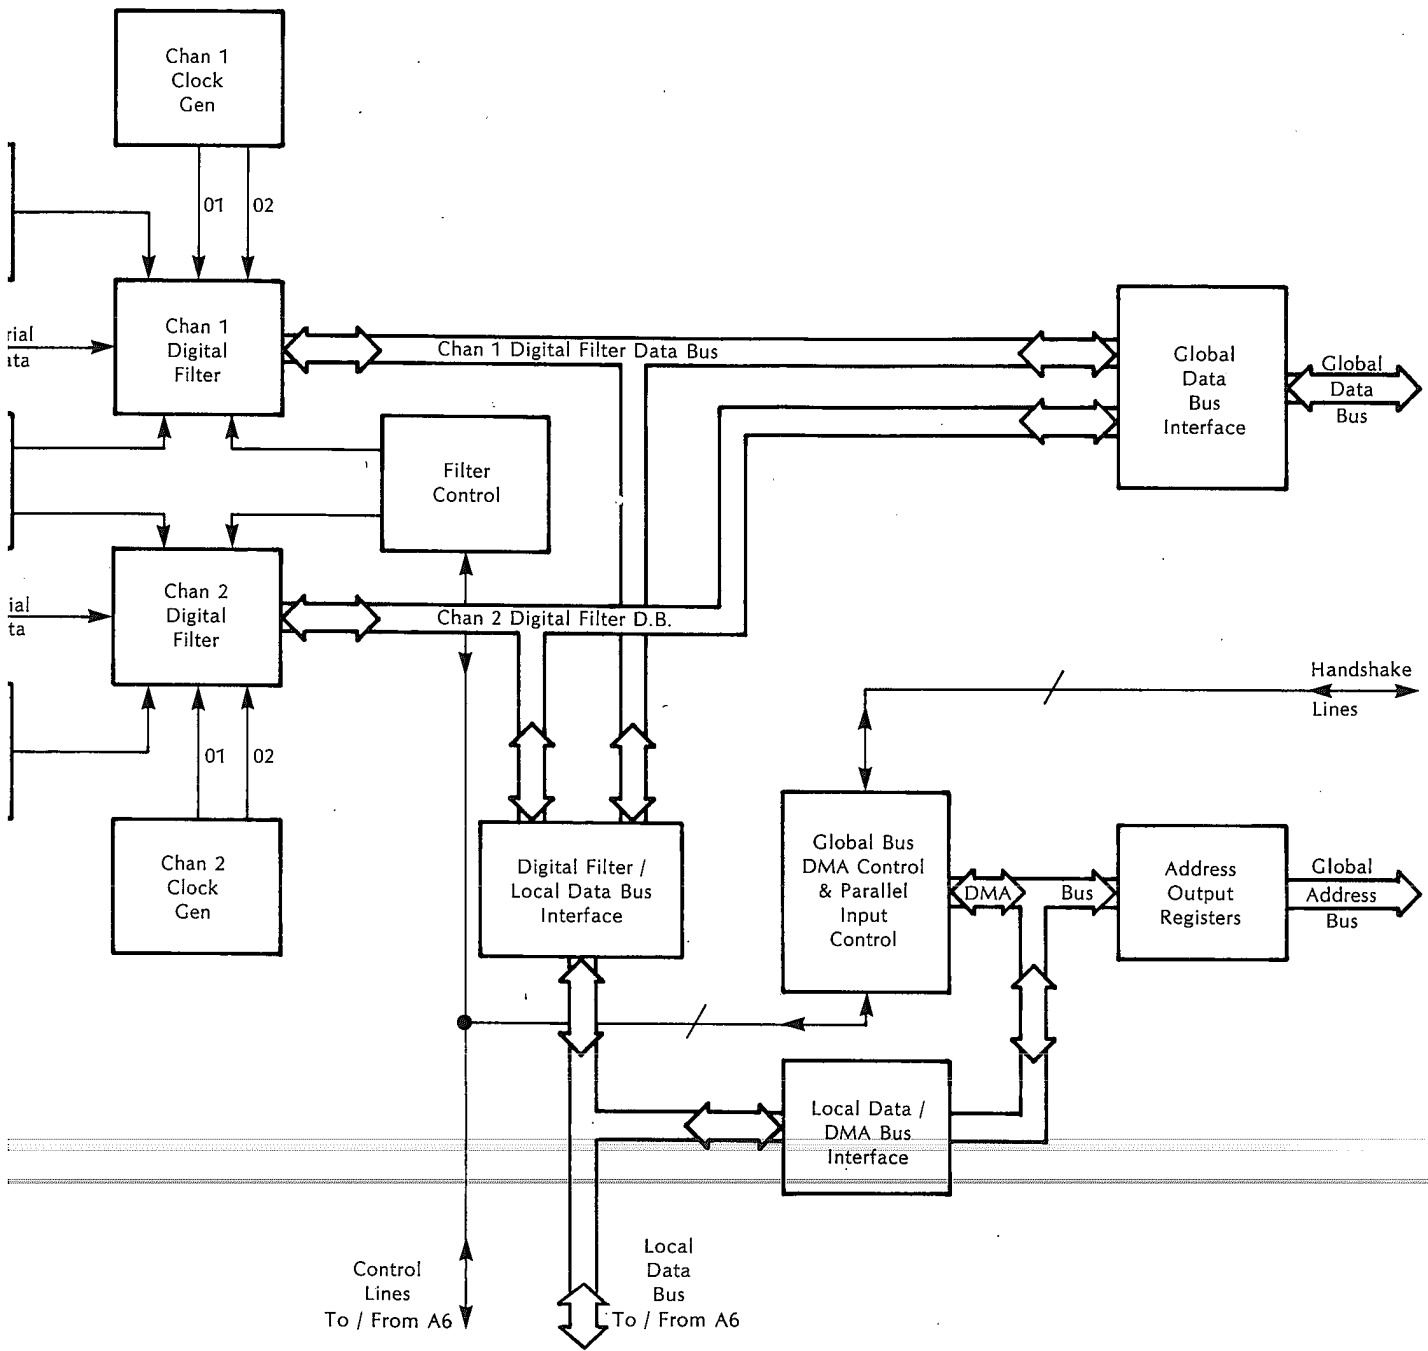 Chan 1
Clock
Gen
01
02
Chan 1
Digital
Filter
Chan 1 Digital Filter Data Bus
Global
Data
Bus
Interface
Global
Data
Bus
Filter
Control
Chan 2
Digital
Filter
Chan 2 Digital Filter D.B.
Handshake
Lines
01
02
Chan 2
Clock
Gen
Digital Filter /
Local Data Bus
Interface
Global Bus
DMA Control
& Parallel
Input
Control
DMA
Bus
Address
Output
Registers
Global
Address
Bus
Local Data /
DMA Bus
Interface
Control
Lines
To / From A6
Local
Data
Bus
To / From A6